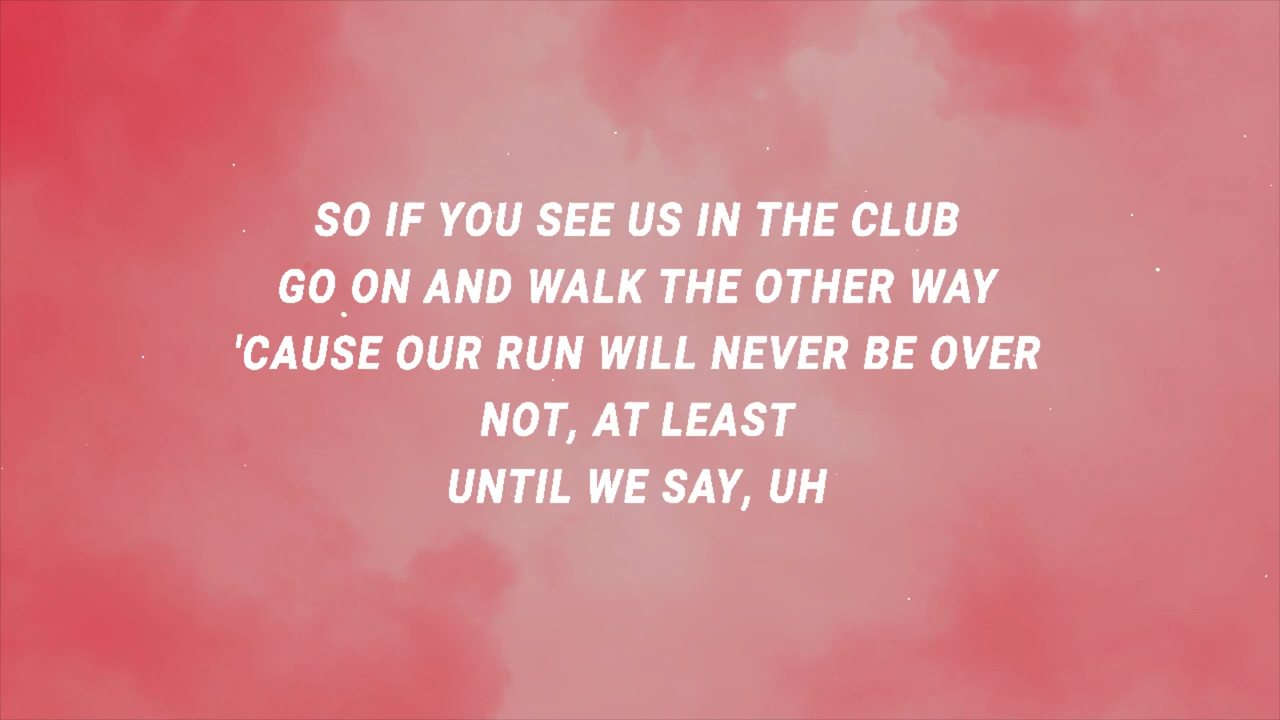 SO IF YOU SEE US IN THE CLUB
GO ON AND WALK THE OTHER WAY
'CAUSE OUR RUN WILL NEVER BE OVER
NOT, AT LEAST
UNTIL WE SAY, UH